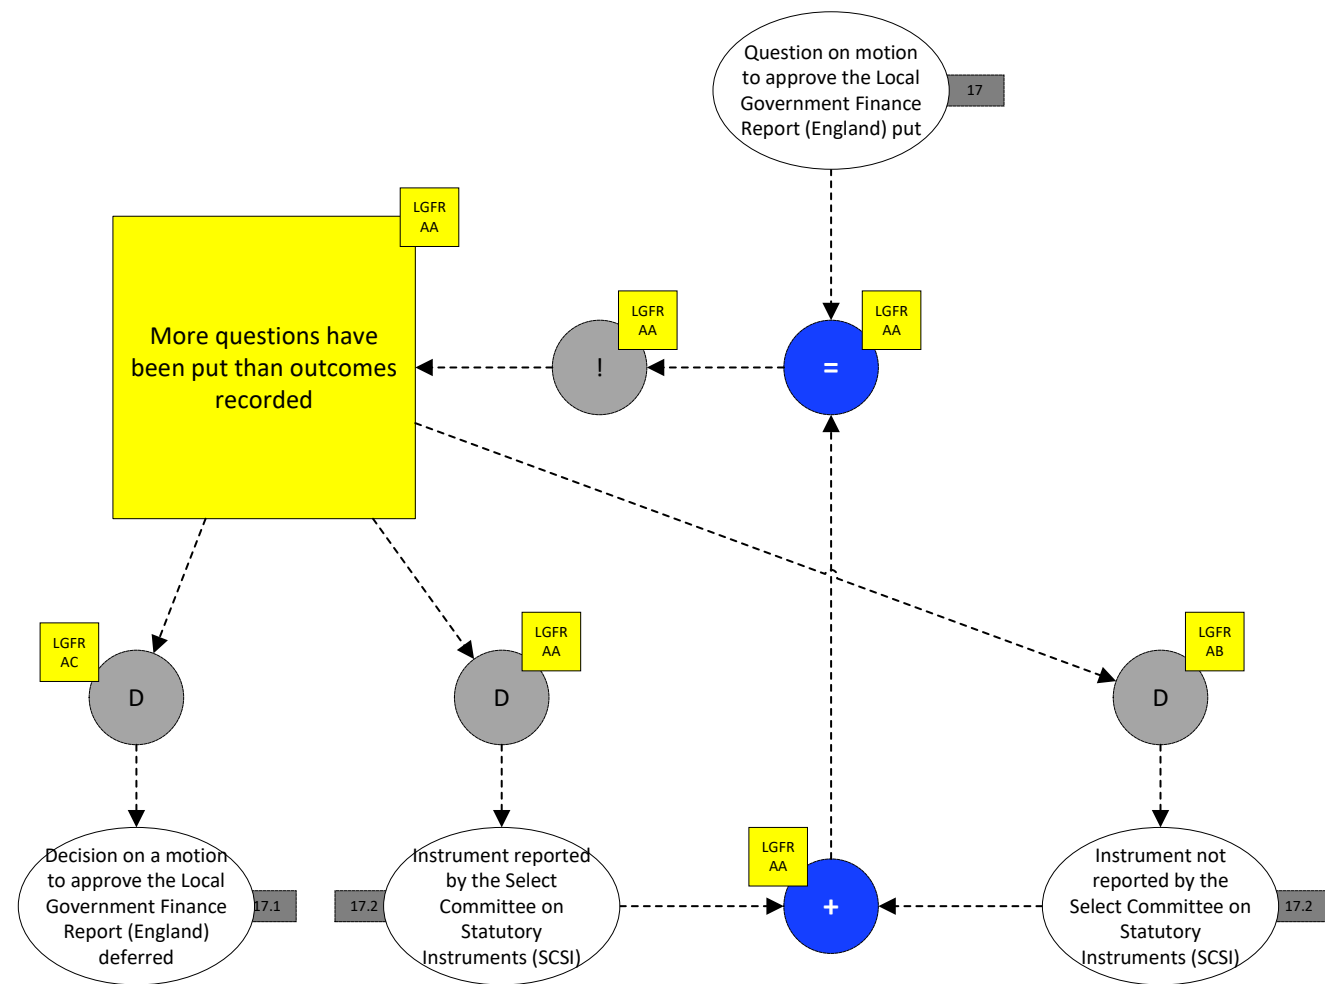 Question on motion
to approve the Local
Government Finance
Report (England) put
17
LGFR
AA
More questions have
been put than outcomes
recorded
LGFR
AA
!
LGFR
AA
=
LGFR
AC
D
LGFR
AA
D
LGFR
AB
D
Decision on a motion
to approve the Local
Government Finance
Report (England)
deferred
17.1
17.2
Instrument reported
by the Select
Committee on
Statutory
Instruments (SCSI)
LGFR
AA
+
Instrument not
reported by the
Select Committee on
Statutory
Instruments (SCSI)
17.2